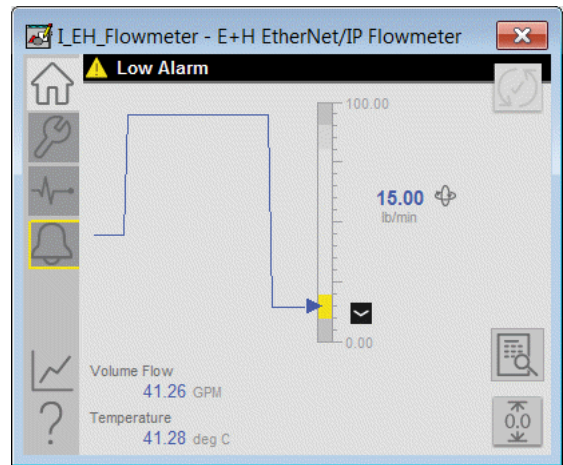 I_EH_Flowmeter - E+H EtherNet/IP Flowmeter
Low Alarm
100.00
15.00
lb/min
0.00
Volume Flow
41.26 GPM
Temperature
41.28 deg C
0.0
?